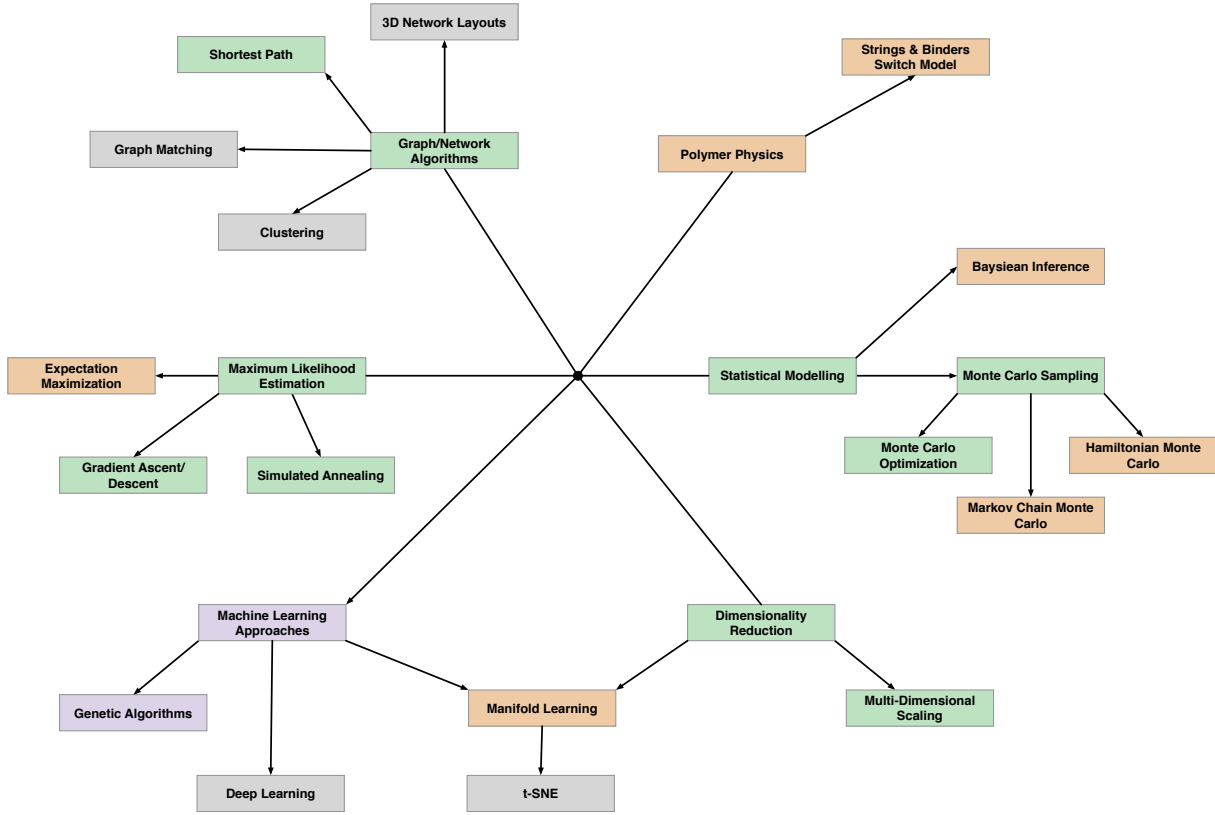 3D Network Layouts
Shortest Path
Strings & Binders
Switch Model
Graph/Network
Algorithms
Graph Matching
Polymer Physics
Clustering
Baysiean Inference
Expectation
Maximization
Maximum Likelihood
Estimation
Statistical Modelling
Monte Carlo Sampling
Gradient Ascent/
Descent
Simulated Annealing
Monte Carlo
Optimization
Hamiltonian Monte
Carlo
Markov Chain Monte
Carlo
Machine Learning
Approaches
Dimensionality
Reduction
Genetic Algorithms
Manifold Learning
Multi-Dimensional
Scaling
Deep Learning
t-SNE